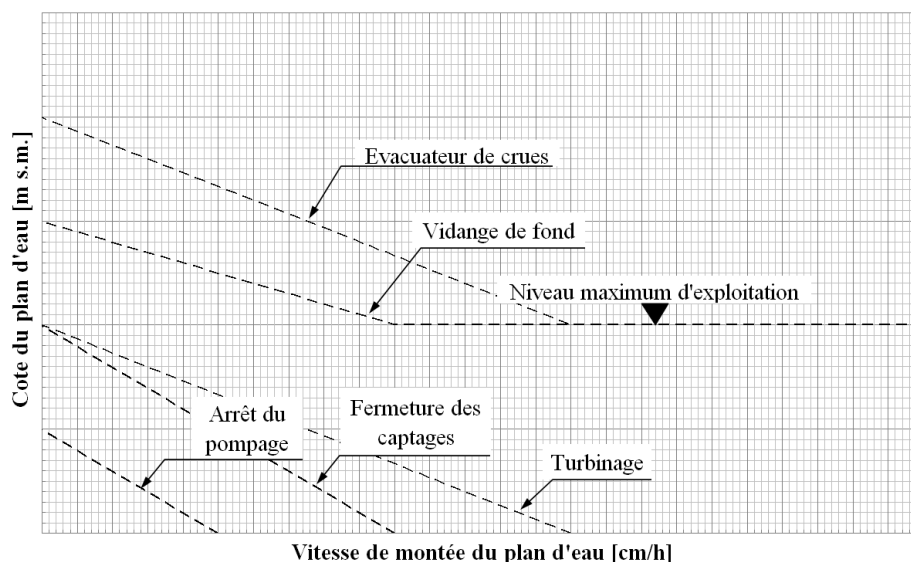 Cote du plan d'eau [m s.m.]
Evacuateur de crues
Vidange de fond
Niveau maximum d'exploitation
Arrêt du
pompage
Fermeture des
captages
Turbinage
Vitesse de montée du plan d'eau [cm/h]